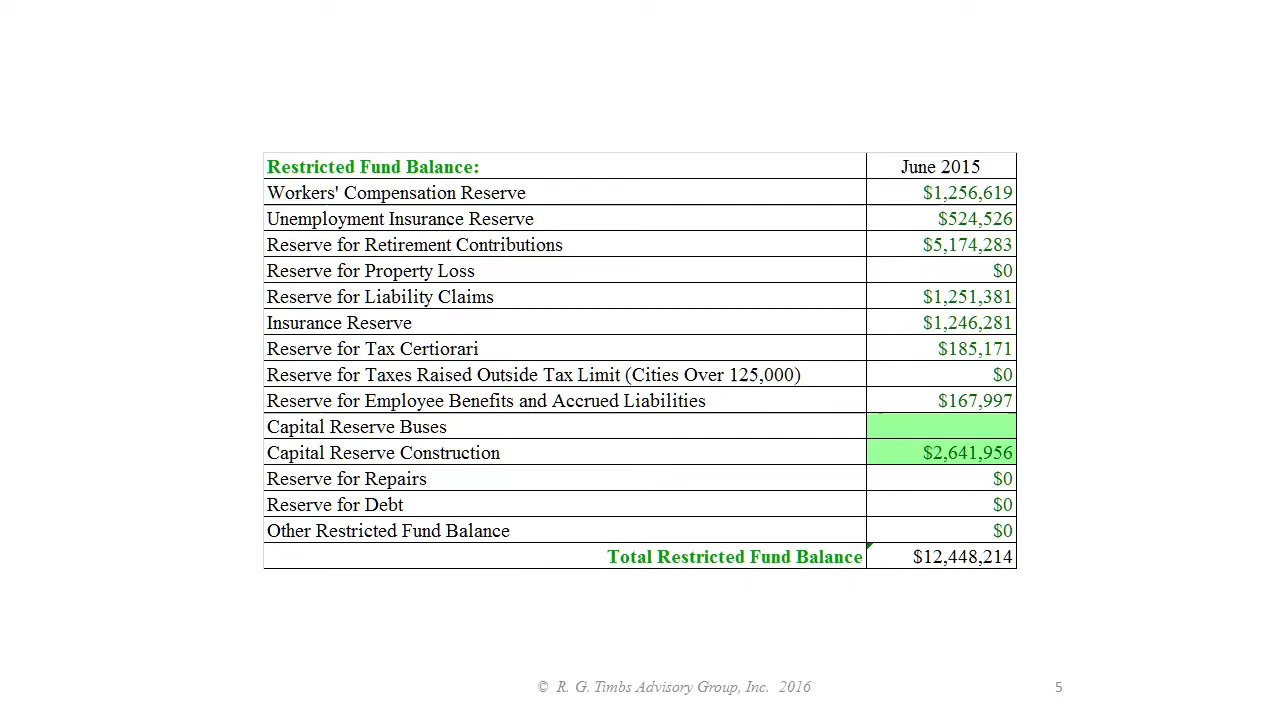 Restricted Fund Balance: June 2015
Workers' Compensation Reserve $1,256,619
Unemployment Insurance Reserve $524,526
Reserve for Retirement Contributions $5,174,283
Reserve for Property Loss $0
Reserve for Liability Claims $1,251,381
Insurance Reserve $1,246,281
Reserve for Tax Certiorari $185,171
Reserve for Taxes Raised Outside Tax Limit (Cities Over 125,000) $0
Reserve for Employee Benefits and Accrued Liabilities $167,997
Capital Reserve Buses
Capital Reserve Construction $2,641,956
Reserve for Repairs $0
Reserve for Debt $0
Other Restricted Fund Balance $0
Total Restricted Fund Balance $12,448,214
© R. G. Timbs Advisory Group, Inc. 2016 5